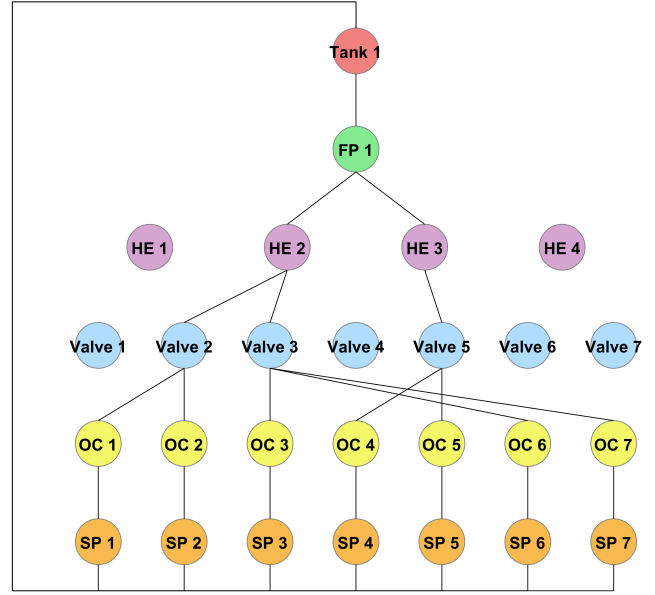 Tank 1
FP 1
HE 1 HE 2 HE 3 HE 4
Valve 1 Valve 2 Valve 3 Valve 4 Valve 5 Valve 6 Valve 7
OC 1 OC 2 OC 3 OC 4 OC 5 OC 6 OC 7
SP 1 SP 2 SP 3 SP 4 SP 5 SP 6 SP 7